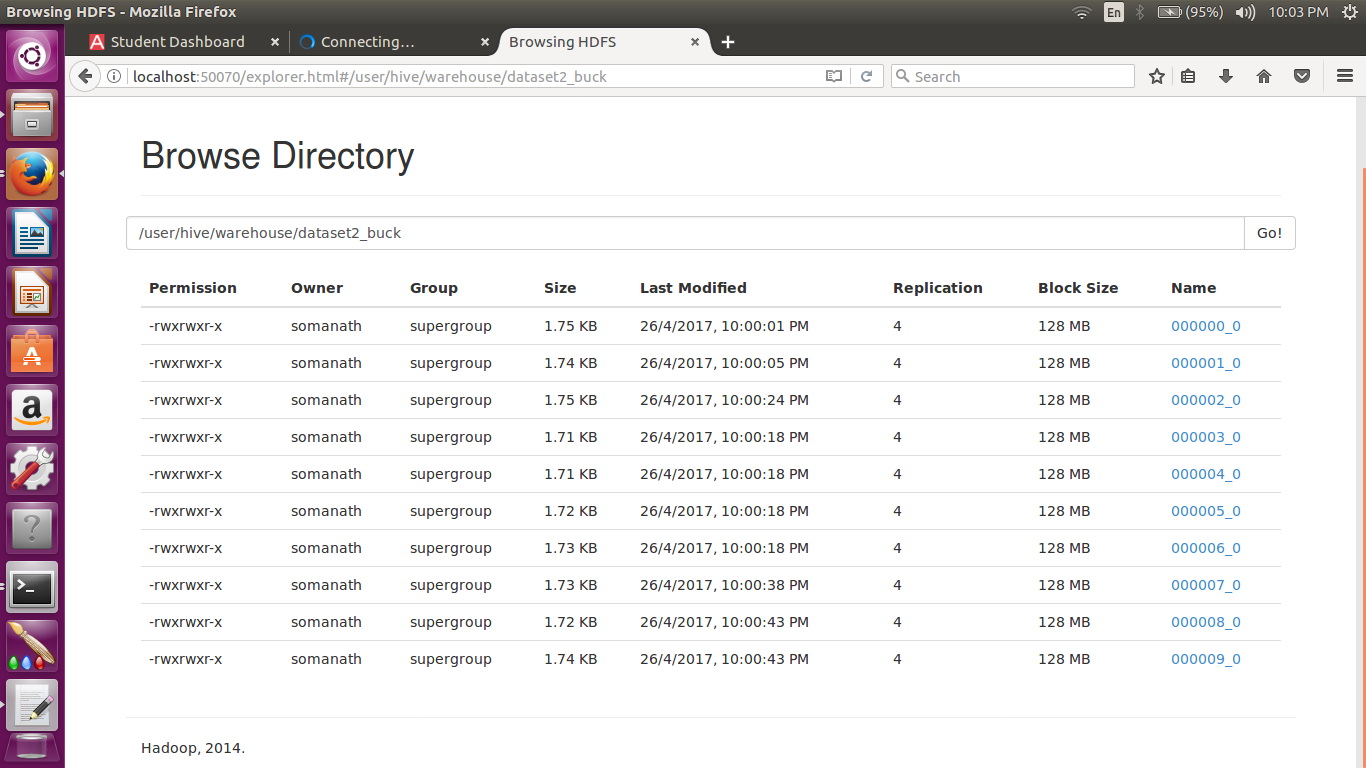 Browsing HDFS - Mozilla Firefox En (95%) 10:03 PM
Student Dashboard Connecting... Browsing HDFS
localhost:50070/explorer.html#/user/hive/warehouse/dataset2_buck Search
Browse Directory
/user/hive/warehouse/dataset2_buck Go!
Permission Owner Group Size Last Modified Replication Block Size Name
-rwxrwxr-x somanath supergroup 1.75 KB 26/4/2017, 10:00:01 PM 4 128 MB 000000_0
-rwxrwxr-x somanath supergroup 1.74 KB 26/4/2017, 10:00:05 PM 4 128 MB 000001_0
-rwxrwxr-x somanath supergroup 1.75 KB 26/4/2017, 10:00:24 PM 4 128 MB 000002_0
-rwxrwxr-x somanath supergroup 1.71 KB 26/4/2017, 10:00:18 PM 4 128 MB 000003_0
-rwxrwxr-x somanath supergroup 1.71 KB 26/4/2017, 10:00:18 PM 4 128 MB 000004_0
-rwxrwxr-x somanath supergroup 1.72 KB 26/4/2017, 10:00:18 PM 4 128 MB 000005_0
-rwxrwxr-x somanath supergroup 1.73 KB 26/4/2017, 10:00:18 PM 4 128 MB 000006_0
-rwxrwxr-x somanath supergroup 1.73 KB 26/4/2017, 10:00:38 PM 4 128 MB 000007_0
-rwxrwxr-x somanath supergroup 1.72 KB 26/4/2017, 10:00:43 PM 4 128 MB 000008_0
-rwxrwxr-x somanath supergroup 1.74 KB 26/4/2017, 10:00:43 PM 4 128 MB 000009_0
Hadoop, 2014.